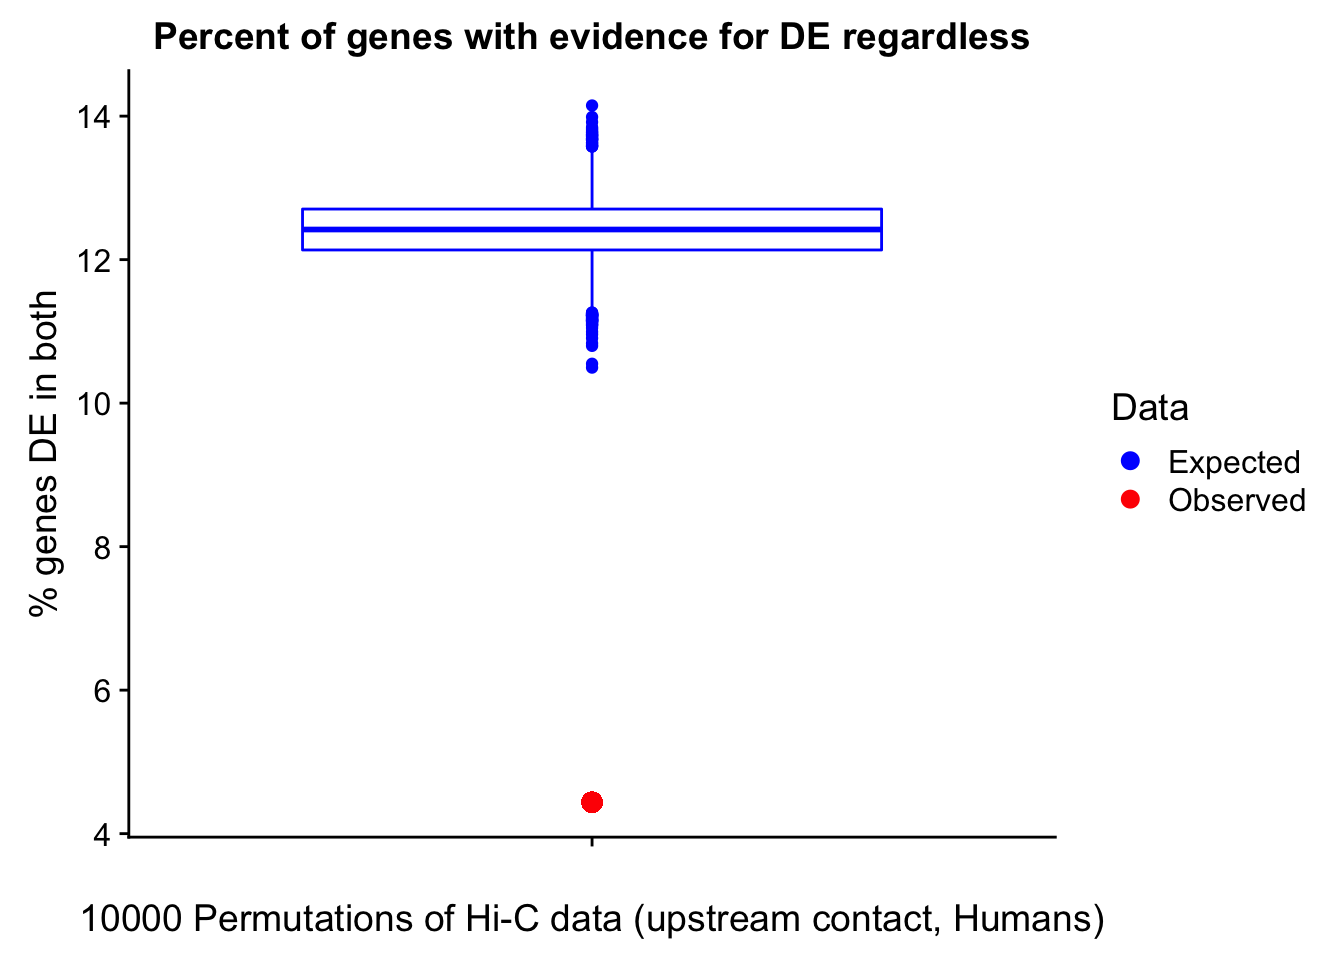 Percent of genes with evidence for DE regardless
% genes DE in both
14
12
10
8
6
4
10000 Permutations of Hi-C data (upstream contact, Humans)
Data
Expected
Observed